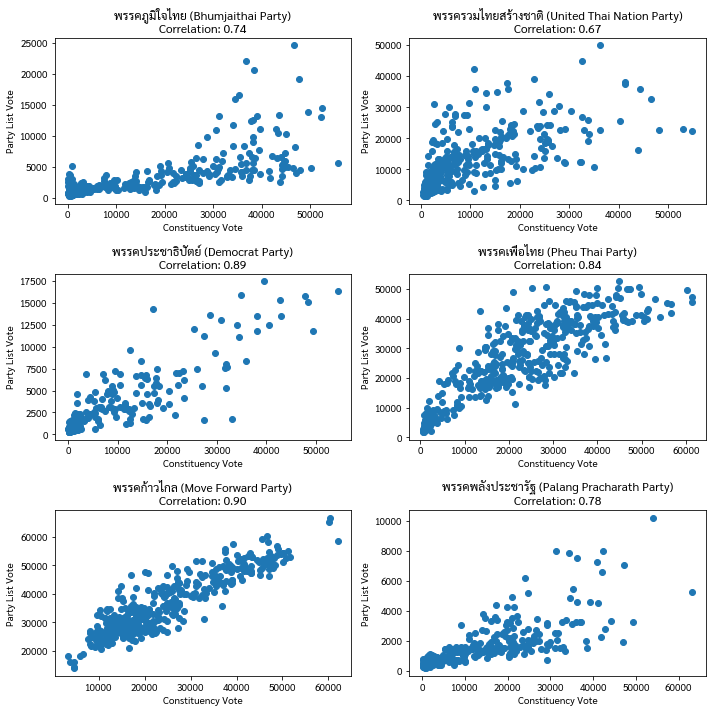 พรรคภูมิใจไทย (Bhumjaithai Party)
Correlation: 0.74
Party List Vote
25000
20000
15000
10000
5000
0
0 10000 20000 30000 40000 50000
Constituency Vote
พรรครวมไทยสร้างชาติ (United Thai Nation Party)
Correlation: 0.67
Party List Vote
50000
40000
30000
20000
10000
0
0 10000 20000 30000 40000 50000
Constituency Vote
พรรคประชาธิปัตย์ (Democrat Party)
Correlation: 0.89
Party List Vote
17500
15000
12500
10000
7500
5000
2500
0
0 10000 20000 30000 40000 50000
Constituency Vote
พรรคเพื่อไทย (Pheu Thai Party)
Correlation: 0.84
Party List Vote
50000
40000
30000
20000
10000
0
0 10000 20000 30000 40000 50000 60000
Constituency Vote
พรรคก้าวไกล (Move Forward Party)
Correlation: 0.90
Party List Vote
60000
50000
40000
30000
20000
10000 20000 30000 40000 50000 60000
Constituency Vote
พรรคพลังประชารัฐ (Palang Pracharath Party)
Correlation: 0.78
Party List Vote
10000
8000
6000
4000
2000
0
0 10000 20000 30000 40000 50000 60000
Constituency Vote